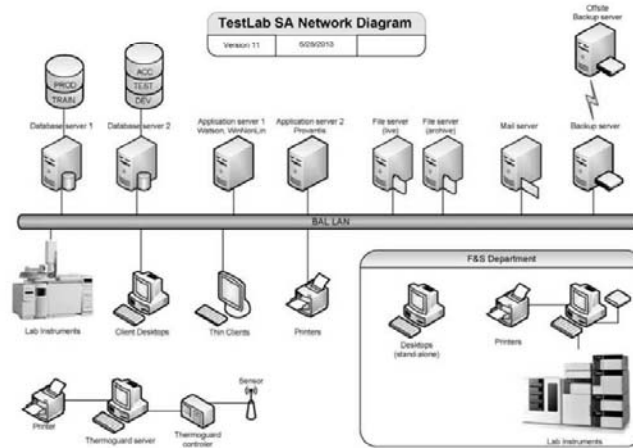 TestLab SA Network Diagram
Version 11
5/28/2013
Offsite
Backup server
ACC
PROD
TEST
TRAIN
DEV
Database server 1
Database server 2
Application server 1
Watson, WinNonLin
Application server 2
Provantis
File server
(live)
File server
(archive)
Mail server
Backup server
BAL LAN
F&S Department
Lab Instruments
Client Desktops
Thin Clients
Printers
Desktops
(stand-alone)
Printers
Sensor
Printer
Thermoguard server
Thermoguard
controler
Lab Instruments